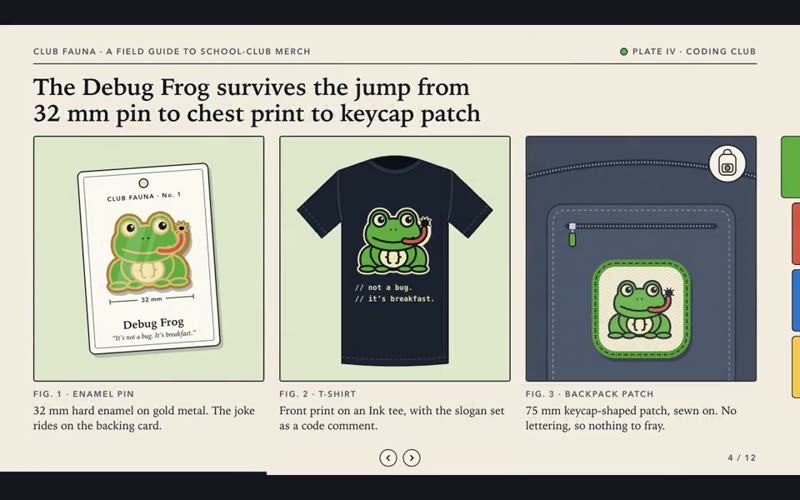 CLUB FAUNA · A FIELD GUIDE TO SCHOOL-CLUB MERCH
PLATE IV · CODING CLUB
The Debug Frog survives the jump from
32 mm pin to chest print to keycap patch
CLUB FAUNA · No. 1
32 mm
Debug Frog
“It’s not a bug. It’s breakfast.”
// not a bug.
// it’s breakfast.
FIG. 1 · ENAMEL PIN
32 mm hard enamel on gold metal. The joke
rides on the backing card.
FIG. 2 · T-SHIRT
Front print on an Ink tee, with the slogan set
as a code comment.
FIG. 3 · BACKPACK PATCH
75 mm keycap-shaped patch, sewn on. No
lettering, so nothing to fray.
4 / 12